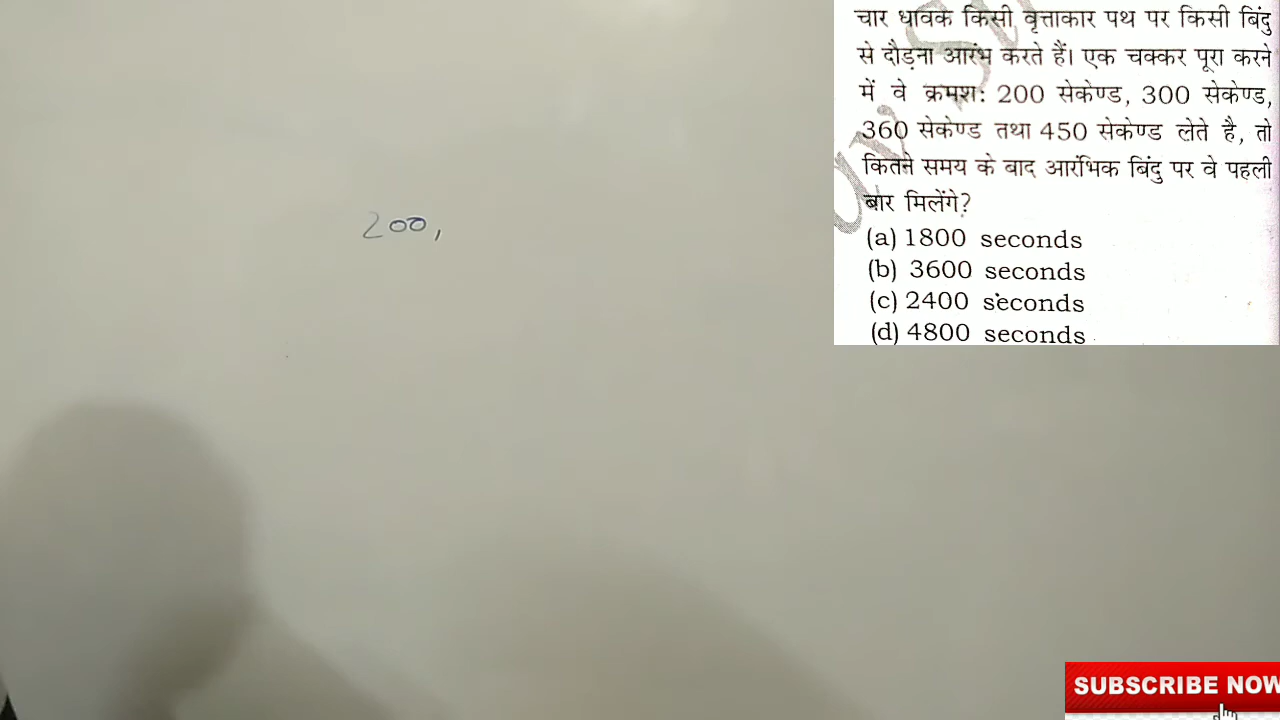 चार धावक किसी वृत्ताकार पथ पर किसी बिंदु
से दौड़ना आरंभ करते हैं। एक चक्कर पूरा करने
में वे क्रमश: 200 सेकेण्ड, 300 सेकेण्ड,
360 सेकेण्ड तथा 450 सेकेण्ड लेते है, तो
कितने समय के बाद आरंभिक बिंदु पर वे पहली
बार मिलेंगे?
(a) 1800 seconds
(b) 3600 seconds
(c) 2400 seconds
(d) 4800 seconds
200,
SUBSCRIBE NOW